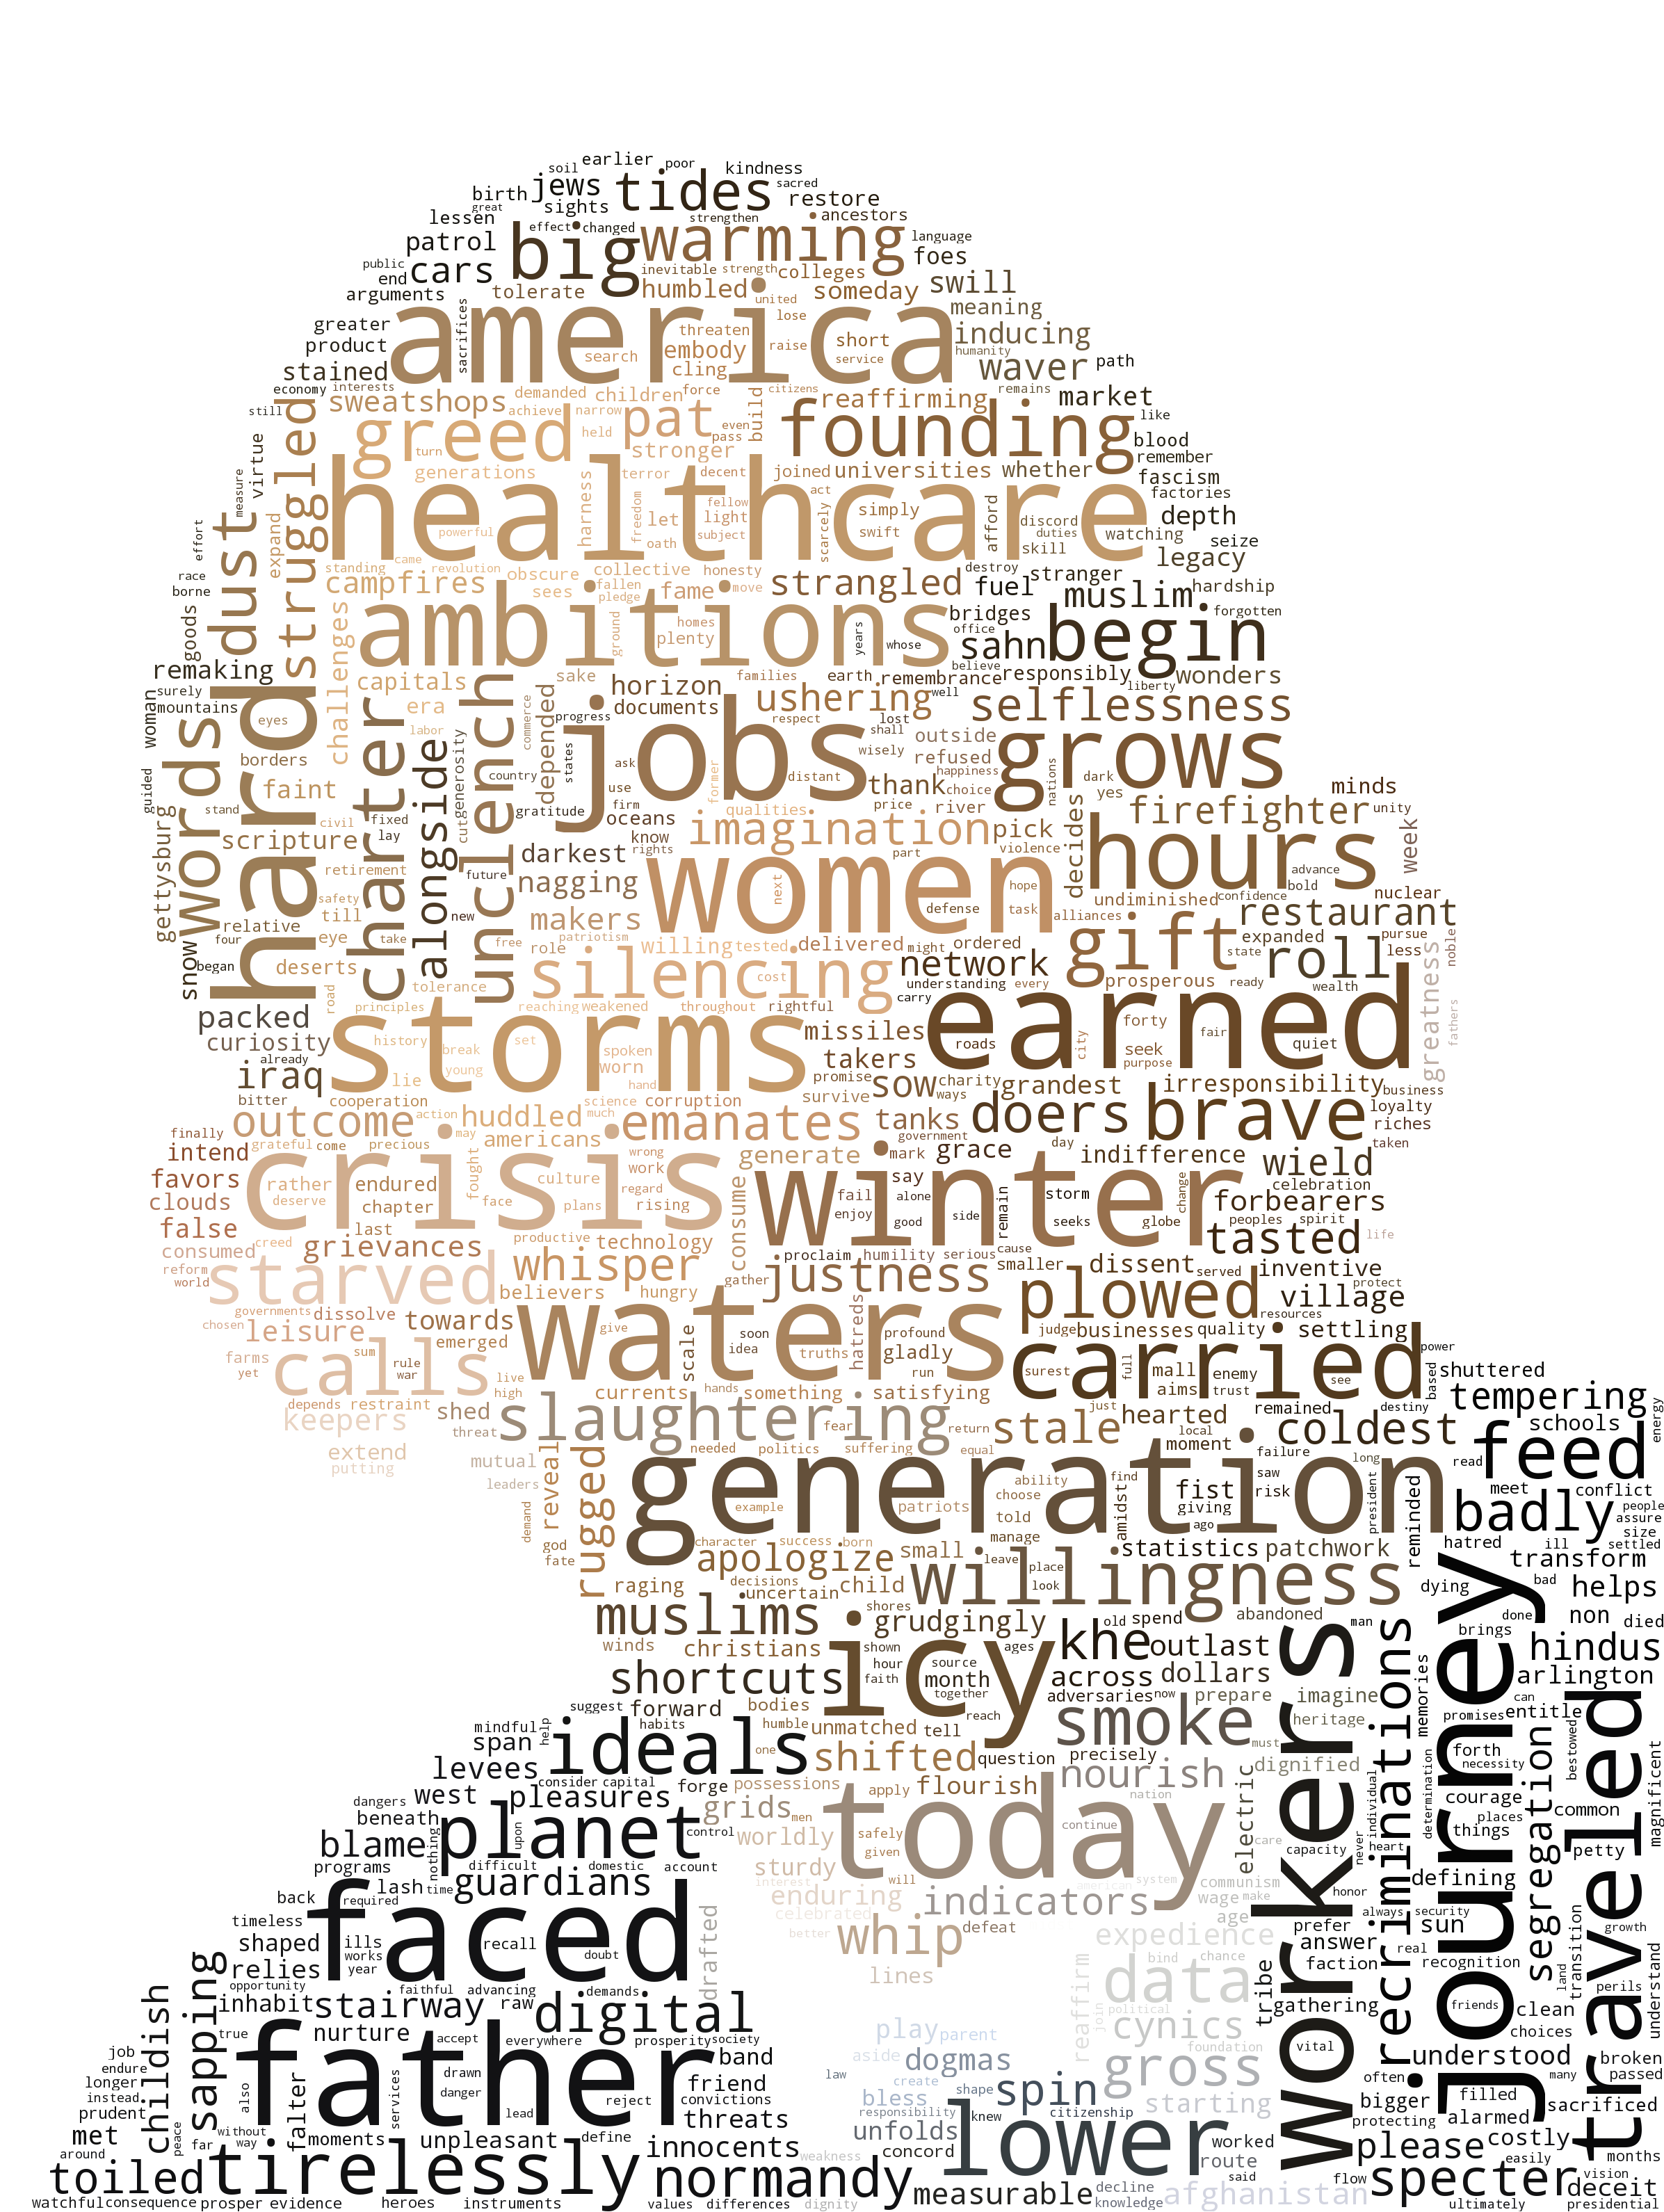 soil earlier poor kindness
birth jews tides sacred restore
great sights strengthen ancestors
lessen effect changed
patrol big warming language
public cars inevitable strength colleges foes
end tolerate humbled someday swill
arguments sacrifices united meaning
greater america lose inducing
product threaten raise short humanity
stained search embody service waver path
economy interests cling
still sweatshops demanded children force citizens reaffirming remains market
achieve narrow pat build founding like
greed held even blood
turn stronger pass remember
virtue generations terror decent joined universities whether fascism
measure struggled healthcare harness freedom fellow act factories
dust expand let light simply afford discord depth
effort powerful oath subject scarcely swift duties watching seize
came skill legacy
standing revolution collective honesty destroy stranger
race campfires obscure fallen fame move strangled fuel muslim hardship
borne sees pledge bridges forgotten
goods challenges ambitions ground homes years office sahn begin
plenty whose
remaking capitals sake families earth believe remembrance responsibly wonders
surely era horizon ushering well liberty
woman mountains documents selflessness
words hard eyes charter labor unclench commerce depended progress jobs respect lost
borders alongside generosity states shall outside grows
guided country ask distant wisely refused
faint use former thank happiness nations dark minds
stand gratitude firm choice yes
gettysburg civil fixed cut oceans qualities price river decides firefighter unity
scripture lay know imagination pick hours week
retirement darkest rights part violence advance
future nagging women next hope bold nuclear
safety undiminished confidence
relative till new makers defense task alliances restaurant
four eye take free patriotism gift expanded pursue
snow began deserts role willing tested delivered might ordered state roll less noble
tolerance silencing cost network prosperous ready
road principles reaching weakened throughout rightful understanding every wealth greatness
packed storms carry earned fathers
curiosity history set missiles forty fair
already break spoken roads city seek quiet
iraq lie young worn takers purpose
bitter hand promise sow charity grandest irresponsibility business
cooperation science corruption survive ways
outcome action huddled much emanates tanks doers brave loyalty
finally may americans government riches
intend grateful come precious wrong generate mark grace day indifference taken
crisis fought work winter
favors rather endured culture regard say wield
clouds deserve chapter face plans rising consume fail alone storm change celebration
false last enjoy good side remain seeks globe forbearers
consumed creed productive technology peoples spirit
reform grievances proclaim humility serious cause tasted life
world starved whisper gather justness smaller dissent served inventive
believers hungry plowed protect
governments dissolve waters village
chosen leisure towards give scale soon hatreds profound judge businesses quality resources settling
farms sum emerged idea truths gladly carried power
yet calls rule live run surest full mall enemy shuttered
war high currents hands something satisfying aims trust see based
depends restraint just destiny tempering
keepers shed slaughtering fear return stale hearted remained coldest schools energy
threat local
extend moment
putting mutual reveal needed politics suffering equal failure long read feed
leaders rugged generation ability find saw president
example choose fist risk meet conflict
patriots amidst giving badly people
demand told assure
god character success born manage ago reminded size
fate apologize small statistics patchwork hatred ill settled
raging decisions leave place transform
uncertain child willingness dying bad helps
muslims shores look abandoned
grudgingly old spend man done non died
winds christians shown icy ages khe outlast workers recriminations journey brings hindus
hour source
shortcuts faith month across dollars memories arlington
suggest forward bodies together adversaries now prepare imagine can
mindful help habits humble unmatched reach promises entitle
span ideals one tell smoke heritage
levees shifted question precisely must dignified forth bestowed traveled
consider capital forge possessions nourish necessity segregation
dangers west pleasures apply flourish nation determination individual courage magnificent
beneath upon grids men today places common
blame planet control worldly safely continue electric care never things
nothing given capacity heart petty
programs difficult domestic account sturdy will system
back lash time guardians interest american communism defining
required enduring indicators wage make honor
timeless celebrated age always security
faced whip defeat prefer sun growth
shaped ills recall drafted better expedience answer real transition
relies works doubt bind chance faction recognition land
year lines data tribe perils understand
opportunity faithful advancing demands reaffirm
inhabit stairway raw digital join political gathering friends clean
childish sapping true nurture accept everywhere prosperity society play parent cynics vital choices
job father aside foundation understood broken
endure drawn band law dogmas gross often many passed
longer danger friend create
instead also services reject convictions bless shape spin starting bigger filled sacrificed
prudent falter lead threats responsibility knew citizenship protecting alarmed
met peace without moments unpleasant define unfolds lower worked please costly
around far way innocents weakness concord route easily months
toiled tirelessly normandy said flow specter vision deceit
watchful consequence prosper evidence heroes instruments values differences dignity measurable decline knowledge afghanistan ultimately presidential